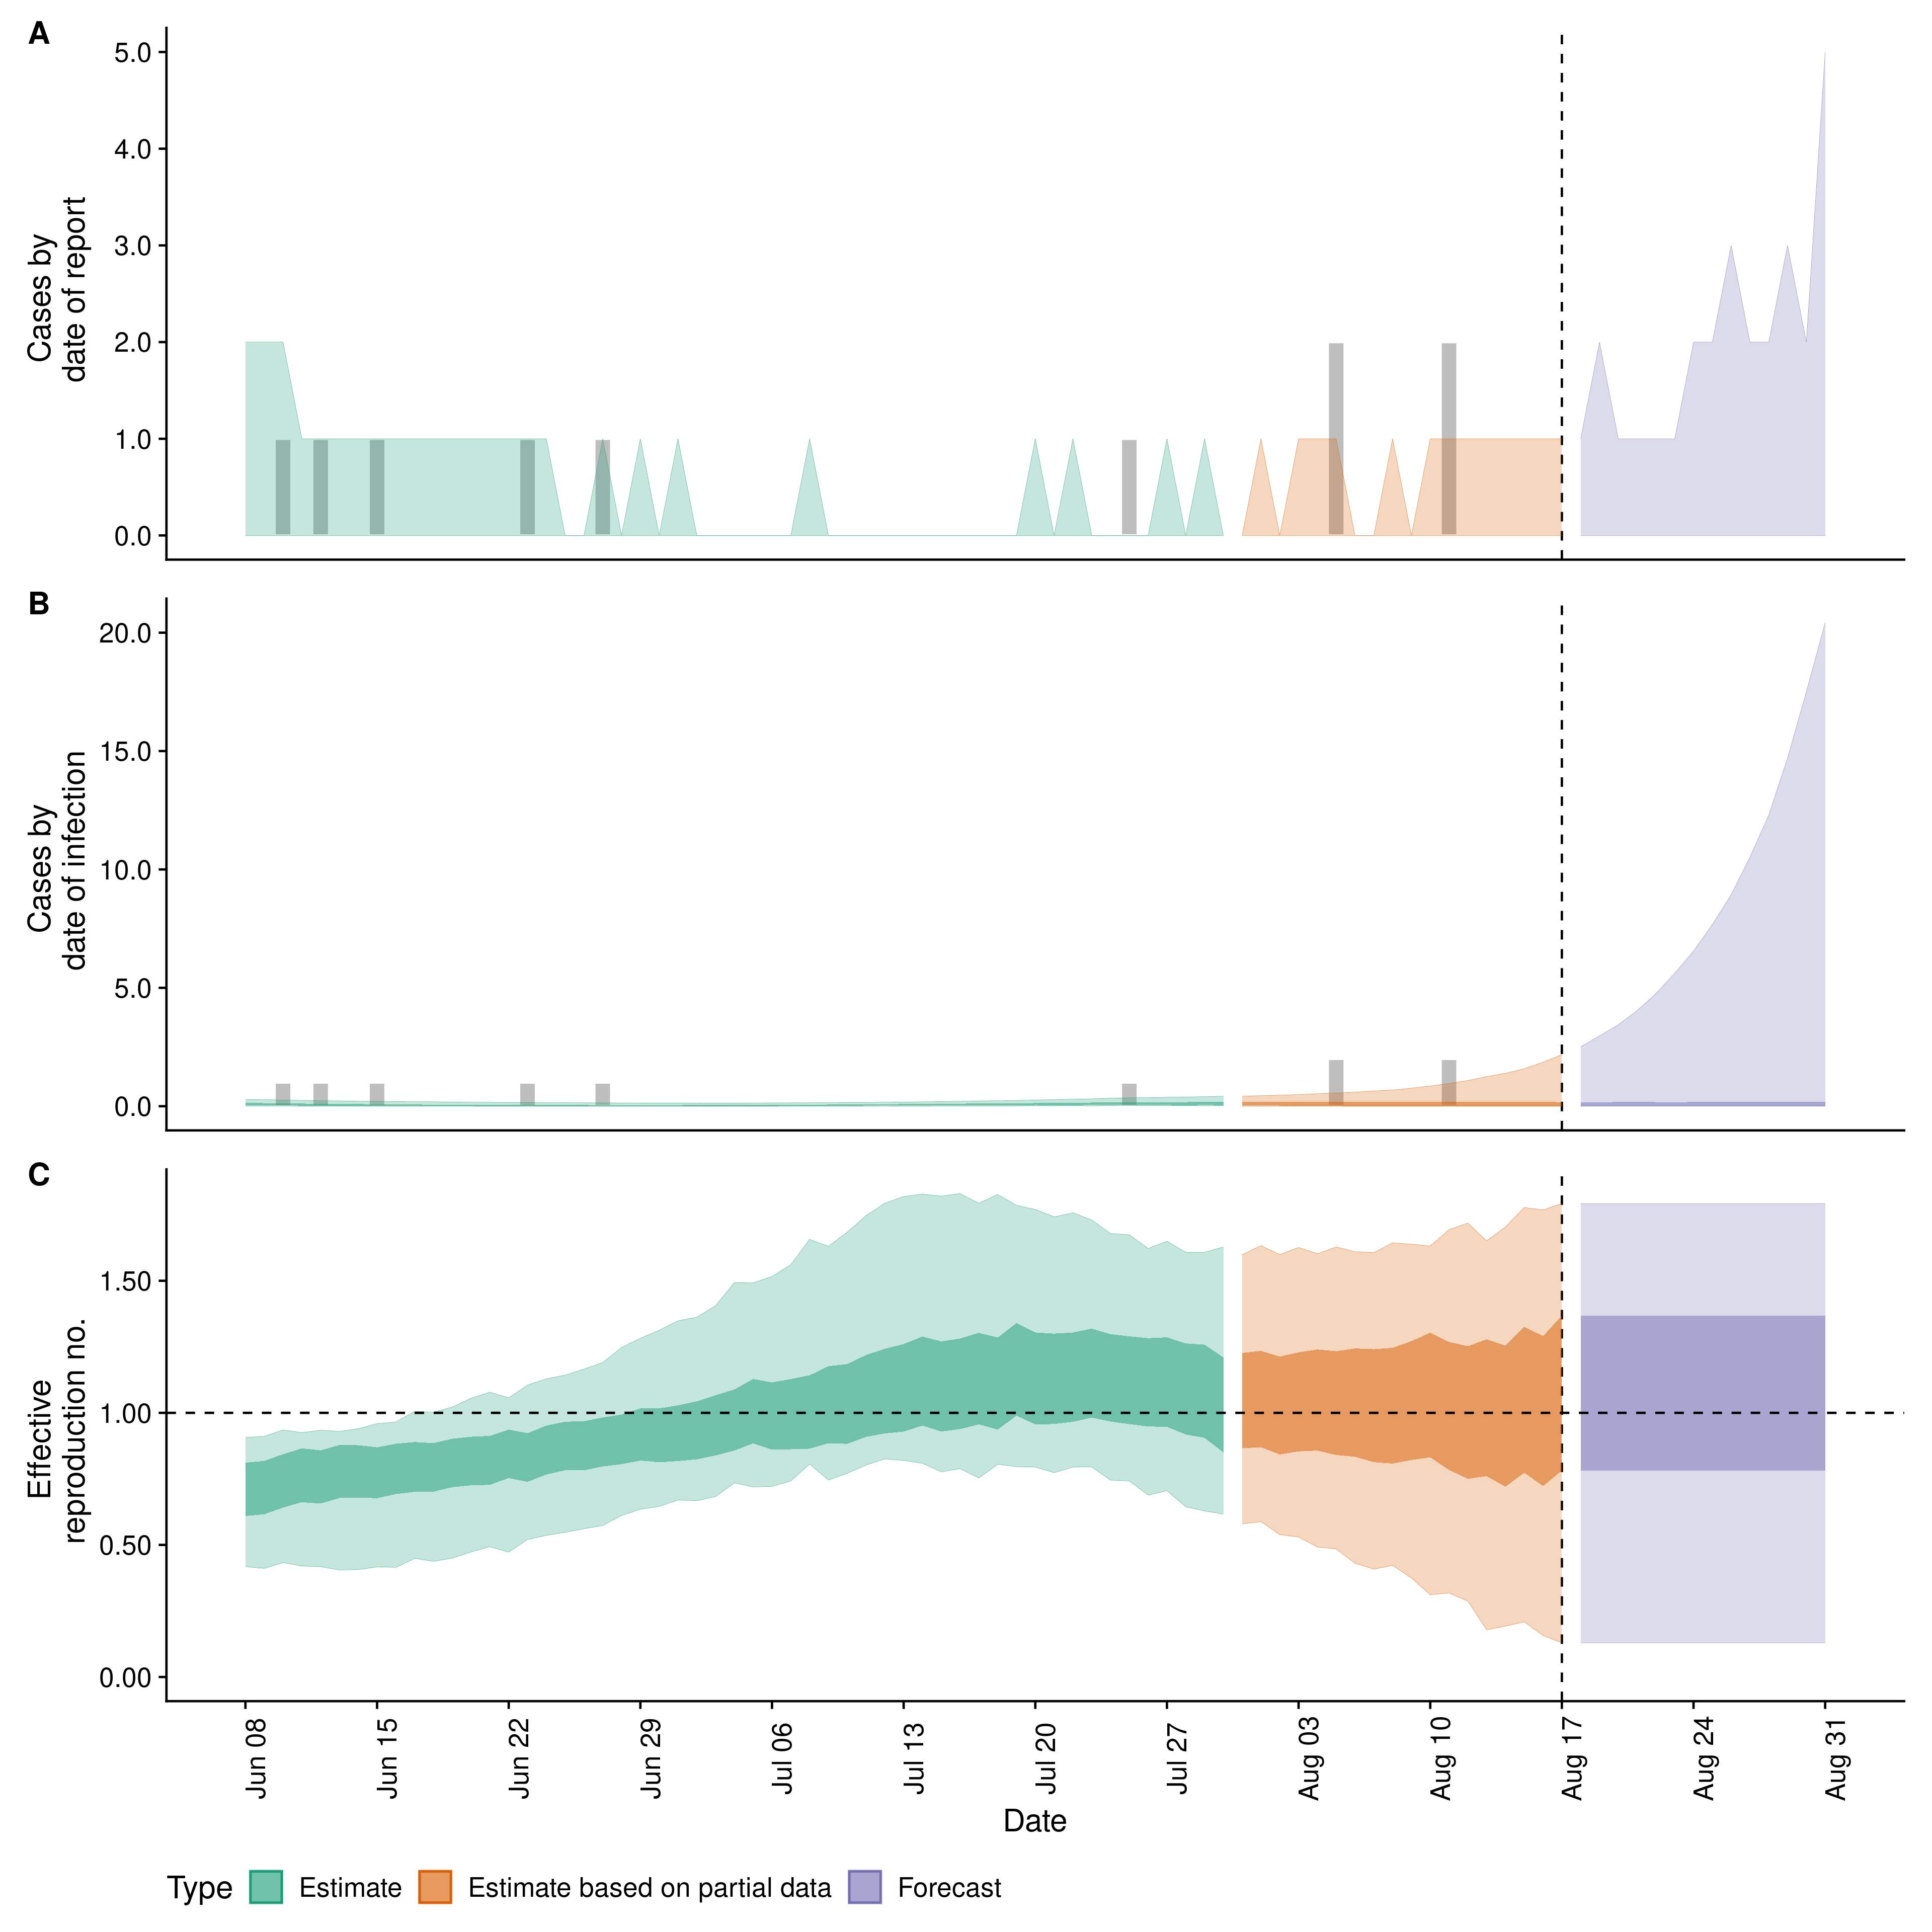 A
5.0
4.0
3.0
2.0
1.0
0.0
Cases by
date of report
B
20.0
15.0
10.0
5.0
0.0
Cases by
date of infection
C
1.50
1.00
0.50
0.00
Effective
reproduction no.
Jun 08
Jun 15
Jun 22
Jun 29
Jul 06
Jul 13
Jul 20
Jul 27
Aug 03
Aug 10
Aug 17
Aug 24
Aug 31
Date
Type Estimate Estimate based on partial data Forecast